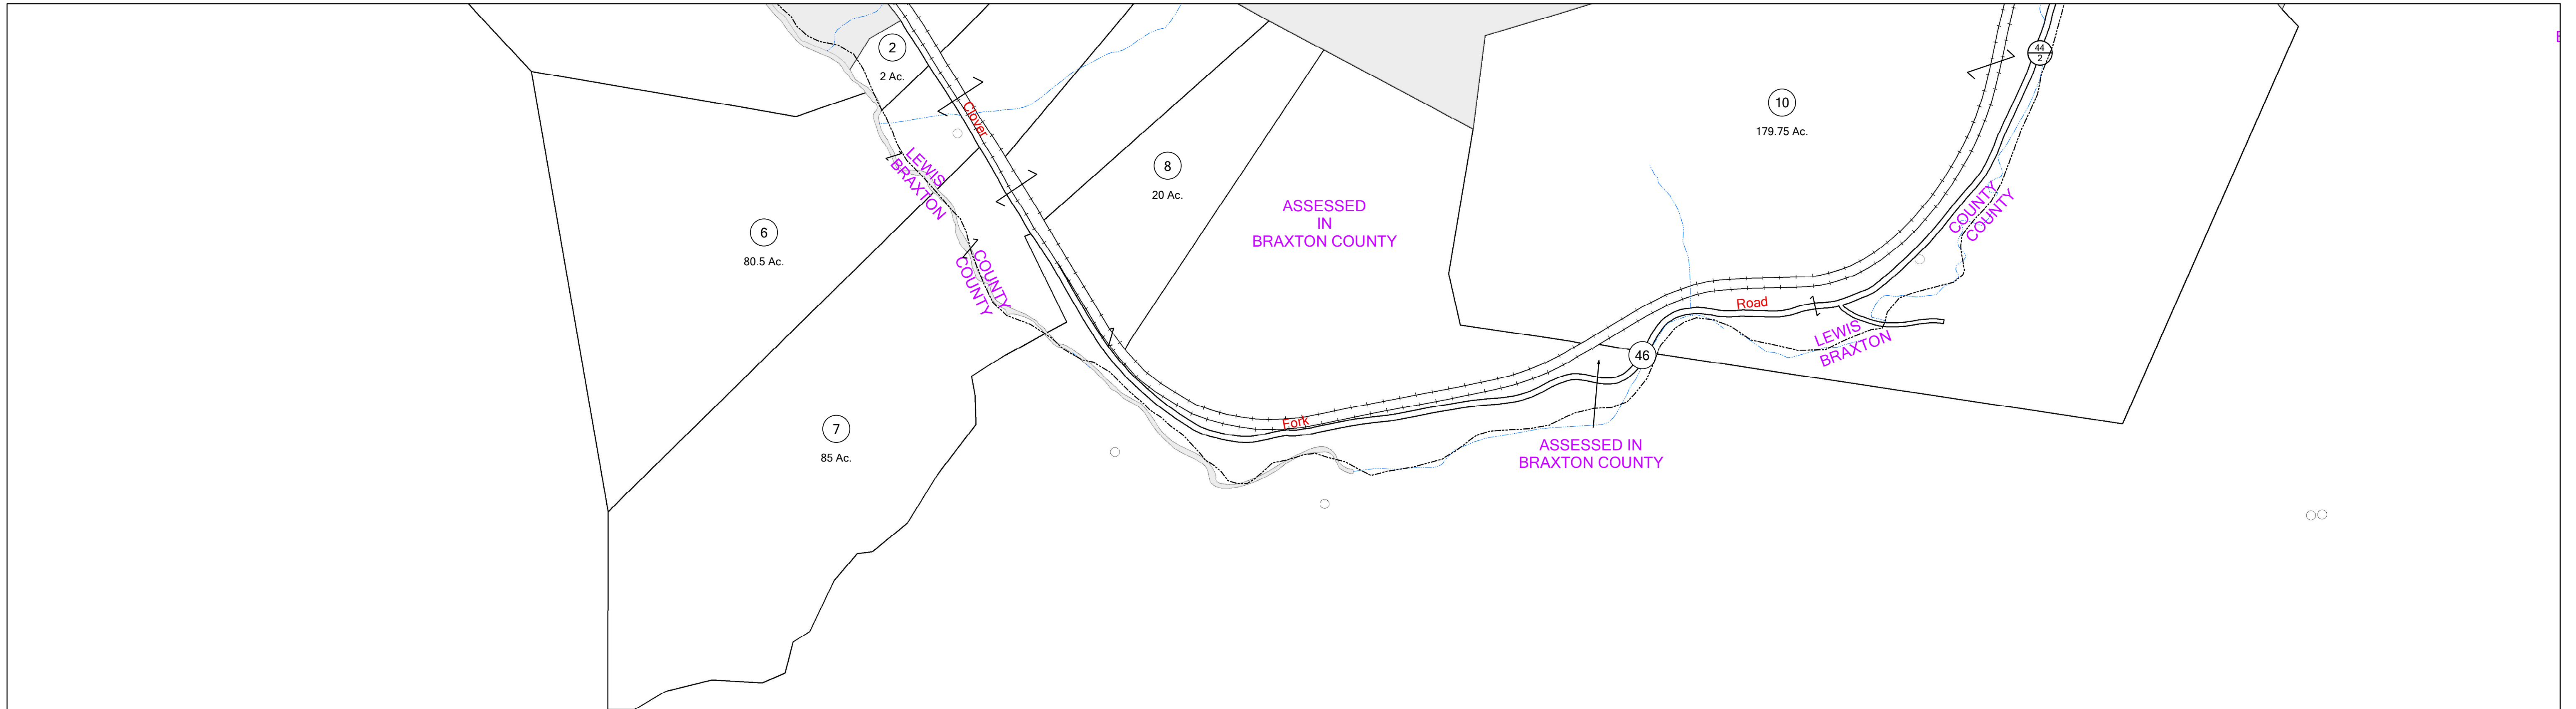 2
2 Ac.
44
2
10
179.75 Ac.
Clover
8
20 Ac.
LEWIS
BRAXTON
COUNTY
COUNTY
ASSESSED
IN
BRAXTON COUNTY
COUNTY
COUNTY
6
80.5 Ac.
Road
LEWIS
BRAXTON
46
7
85 Ac.
Fork
ASSESSED IN
BRAXTON COUNTY